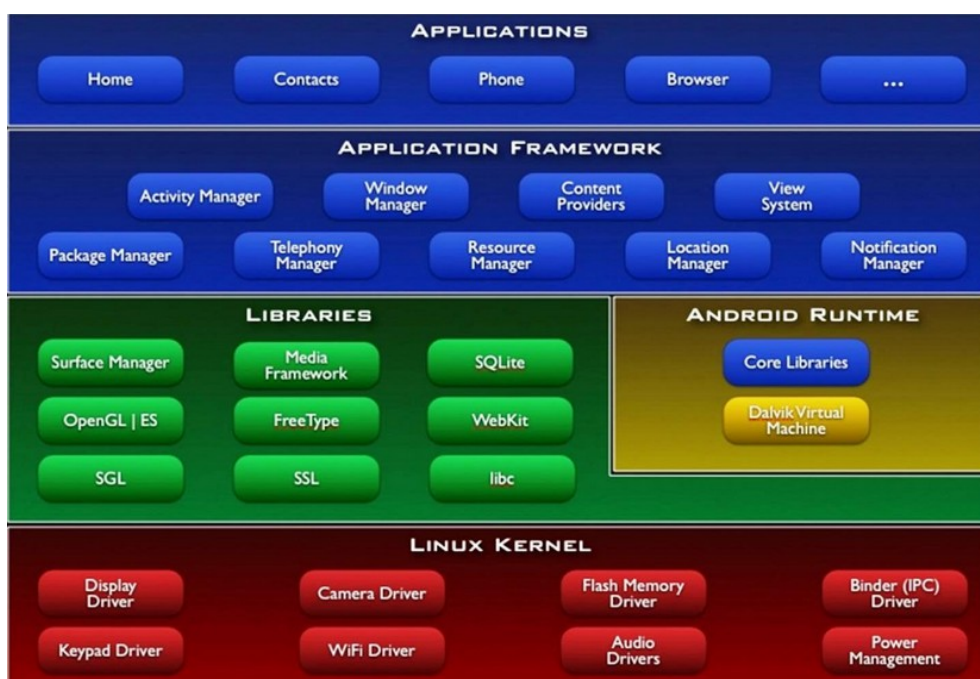 APPLICATIONS
Home Contacts Phone Browser ...
APPLICATION FRAMEWORK
Activity Manager Window Manager Content Providers View System
Package Manager Telephony Manager Resource Manager Location Manager Notification Manager
LIBRARIES
Surface Manager Media Framework SQLite
OpenGL | ES FreeType WebKit
SGL SSL libc
ANDROID RUNTIME
Core Libraries
Dalvik Virtual Machine
LINUX KERNEL
Display Driver Camera Driver Flash Memory Driver Binder (IPC) Driver
Keypad Driver WiFi Driver Audio Drivers Power Management